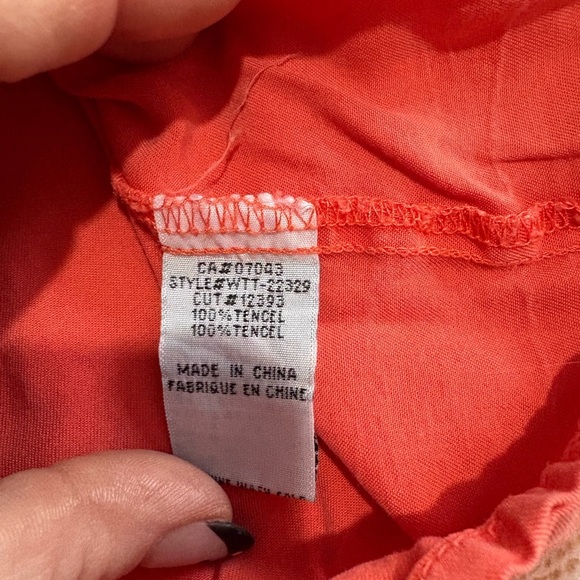 CA#07043
STYLE#WTT-22329
CUT#12393
100%TENCEL
100%TENCEL
MADE IN CHINA
FABRIQUE EN CHINE